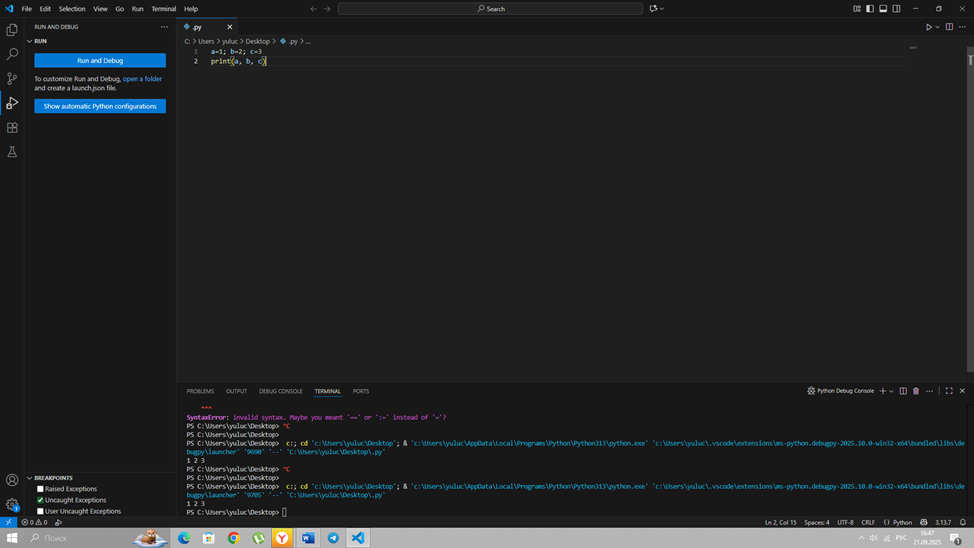 File Edit Selection View Go Run Terminal Help
Search
RUN AND DEBUG
RUN
Run and Debug
To customize Run and Debug, open a folder
and create a launch.json file.
Show automatic Python configurations
BREAKPOINTS
Raised Exceptions
Uncaught Exceptions
User Uncaught Exceptions
.py
C: > Users > yuluc > Desktop > .py > ...
1 a=1; b=2; c=3
2 print(a, b, c)
PROBLEMS OUTPUT DEBUG CONSOLE TERMINAL PORTS
Python Debug Console
^^^
SyntaxError: invalid syntax. Maybe you meant '==' or ':=' instead of '='?
PS C:\Users\yuluc\Desktop> ^C
PS C:\Users\yuluc\Desktop>
PS C:\Users\yuluc\Desktop> c:; cd 'c:\Users\yuluc\Desktop'; & 'c:\Users\yuluc\AppData\Local\Programs\Python\Python313\python.exe' 'c:\Users\yuluc\.vscode\extensions\ms-python.debugpy-2025.10.0-win32-x64\bundled\libs\de
bugpy\launcher' '9690' '--' 'C:\Users\yuluc\Desktop\.py'
1 2 3
PS C:\Users\yuluc\Desktop> ^C
PS C:\Users\yuluc\Desktop>
PS C:\Users\yuluc\Desktop> c:; cd 'c:\Users\yuluc\Desktop'; & 'c:\Users\yuluc\AppData\Local\Programs\Python\Python313\python.exe' 'c:\Users\yuluc\.vscode\extensions\ms-python.debugpy-2025.10.0-win32-x64\bundled\libs\de
bugpy\launcher' '9705' '--' 'C:\Users\yuluc\Desktop\.py'
1 2 3
PS C:\Users\yuluc\Desktop>
0 0
Ln 2, Col 15 Spaces: 4 UTF-8 CRLF {} Python 3.13.7
Поиск
РУС
16:47
21.09.2025
1